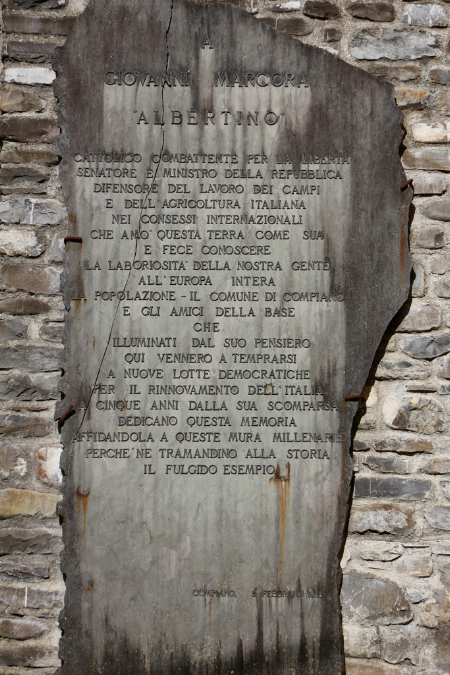 A
GIOVANNI MARCORA
"ALBERTINO"
CATTOLICO COMBATTENTE PER LA LIBERTA'
SENATORE E MINISTRO DELLA REPUBBLICA
DIFENSORE DEL LAVORO DEI CAMPI
E DELL'AGRICOLTURA ITALIANA
NEI CONSESSI INTERNAZIONALI
CHE AMO' QUESTA TERRA COME SUA
E FECE CONOSCERE
LA LABORIOSITA' DELLA NOSTRA GENTE
ALL'EUROPA INTERA
LA POPOLAZIONE - IL COMUNE DI COMPIANO
E GLI AMICI DELLA BASE
CHE
ILLUMINATI DAL SUO PENSIERO
QUI VENNERO A TEMPRARSI
A NUOVE LOTTE DEMOCRATICHE
PER IL RINNOVAMENTO DELL'ITALIA
A CINQUE ANNI DALLA SUA SCOMPARSA
DEDICANO QUESTA MEMORIA
AFFIDANDOLA A QUESTE MURA MILLENARIE
PERCHE' NE TRAMANDINO ALLA STORIA
IL FULGIDO ESEMPIO
COMPIANO, FEBBRAIO